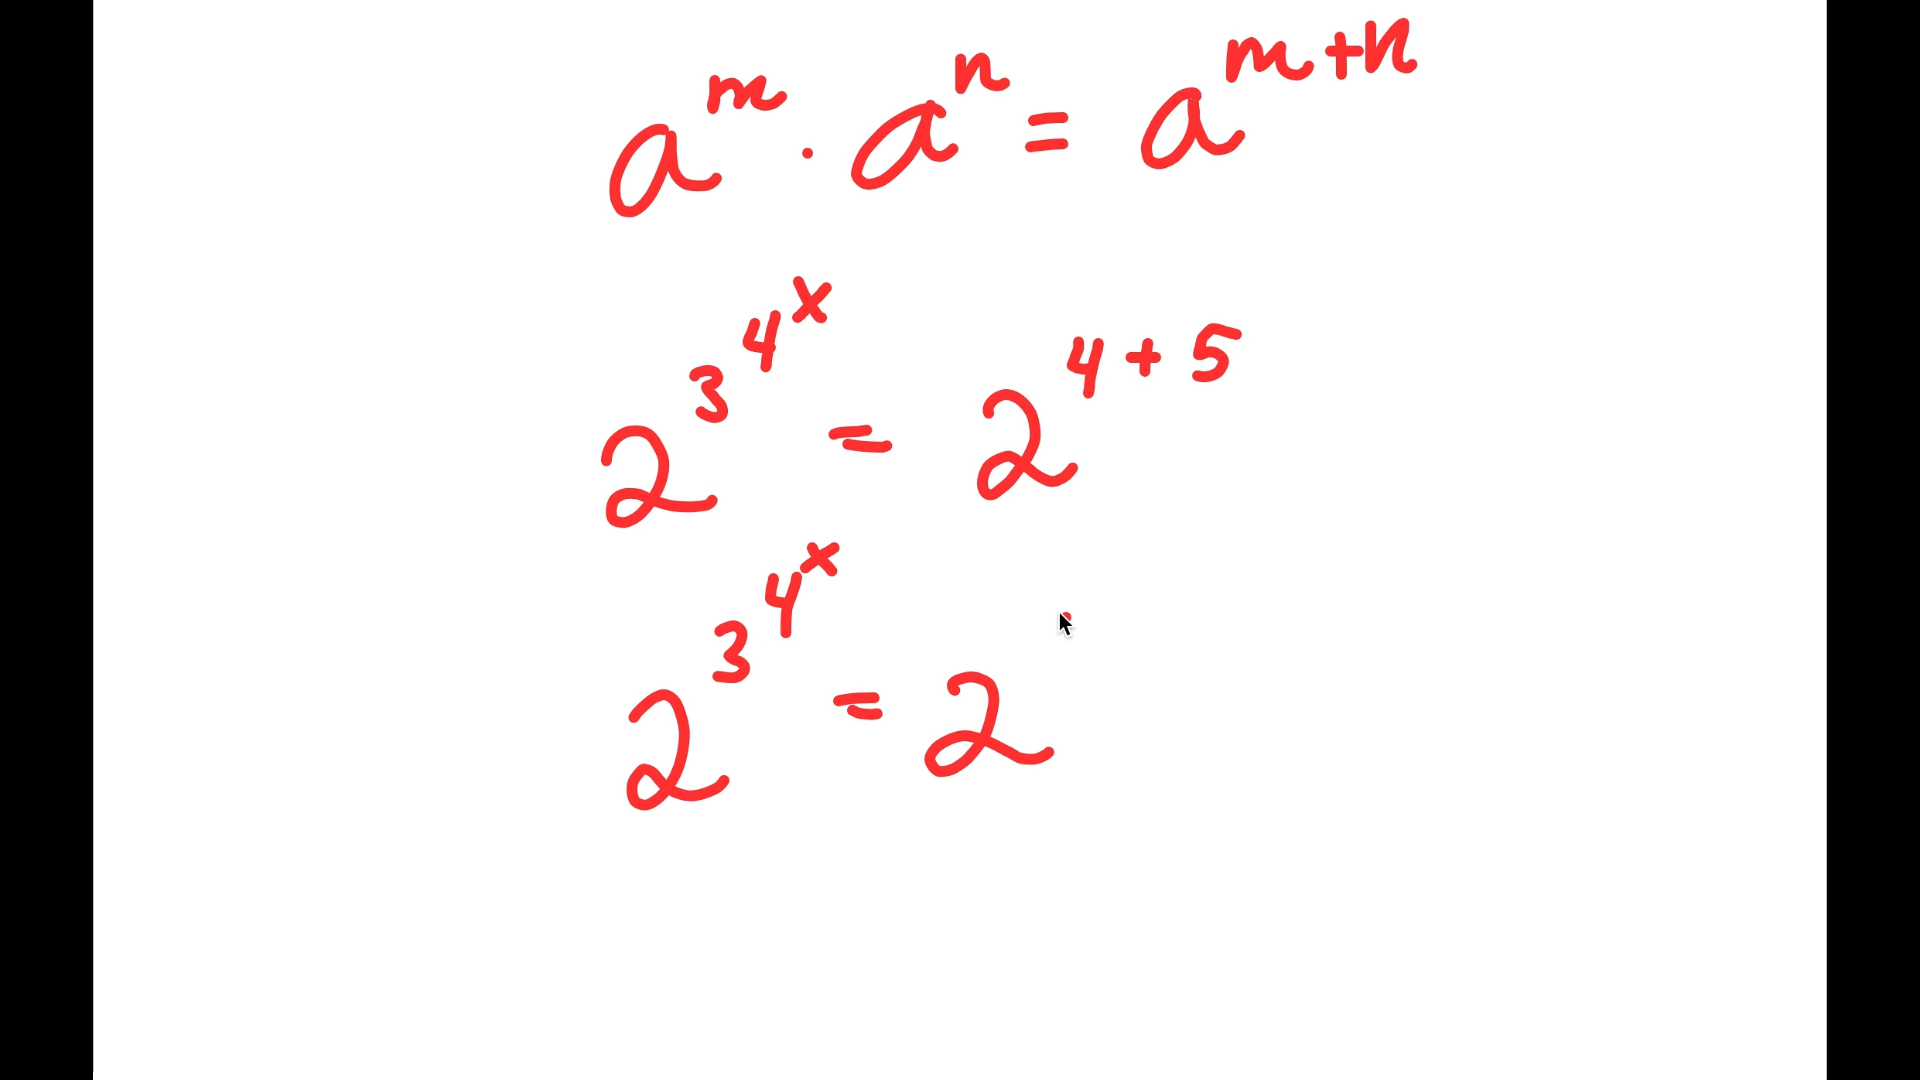 a^m · a^n = a^{m+n}
2^{3^{4^x}} = 2^{4+5}
2^{3^{4^x}} = 2